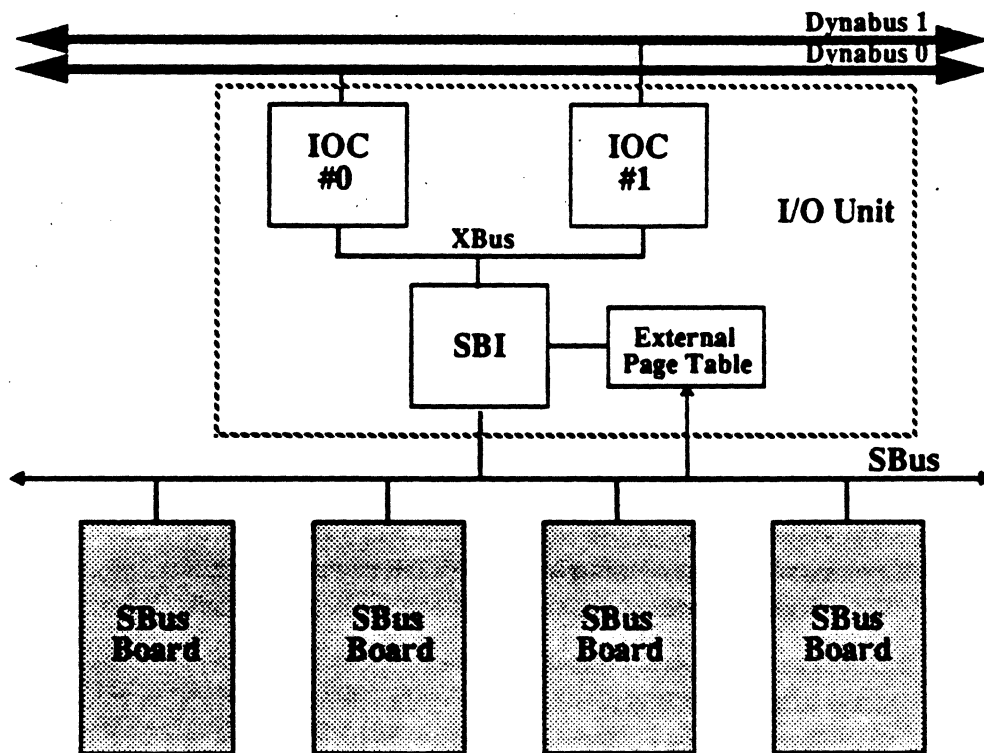 Dynabus 1
Dynabus 0
IOC
#0
IOC
#1
I/O Unit
XBus
SBI
External
Page Table
SBus
SBus
Board
SBus
Board
SBus
Board
SBus
Board